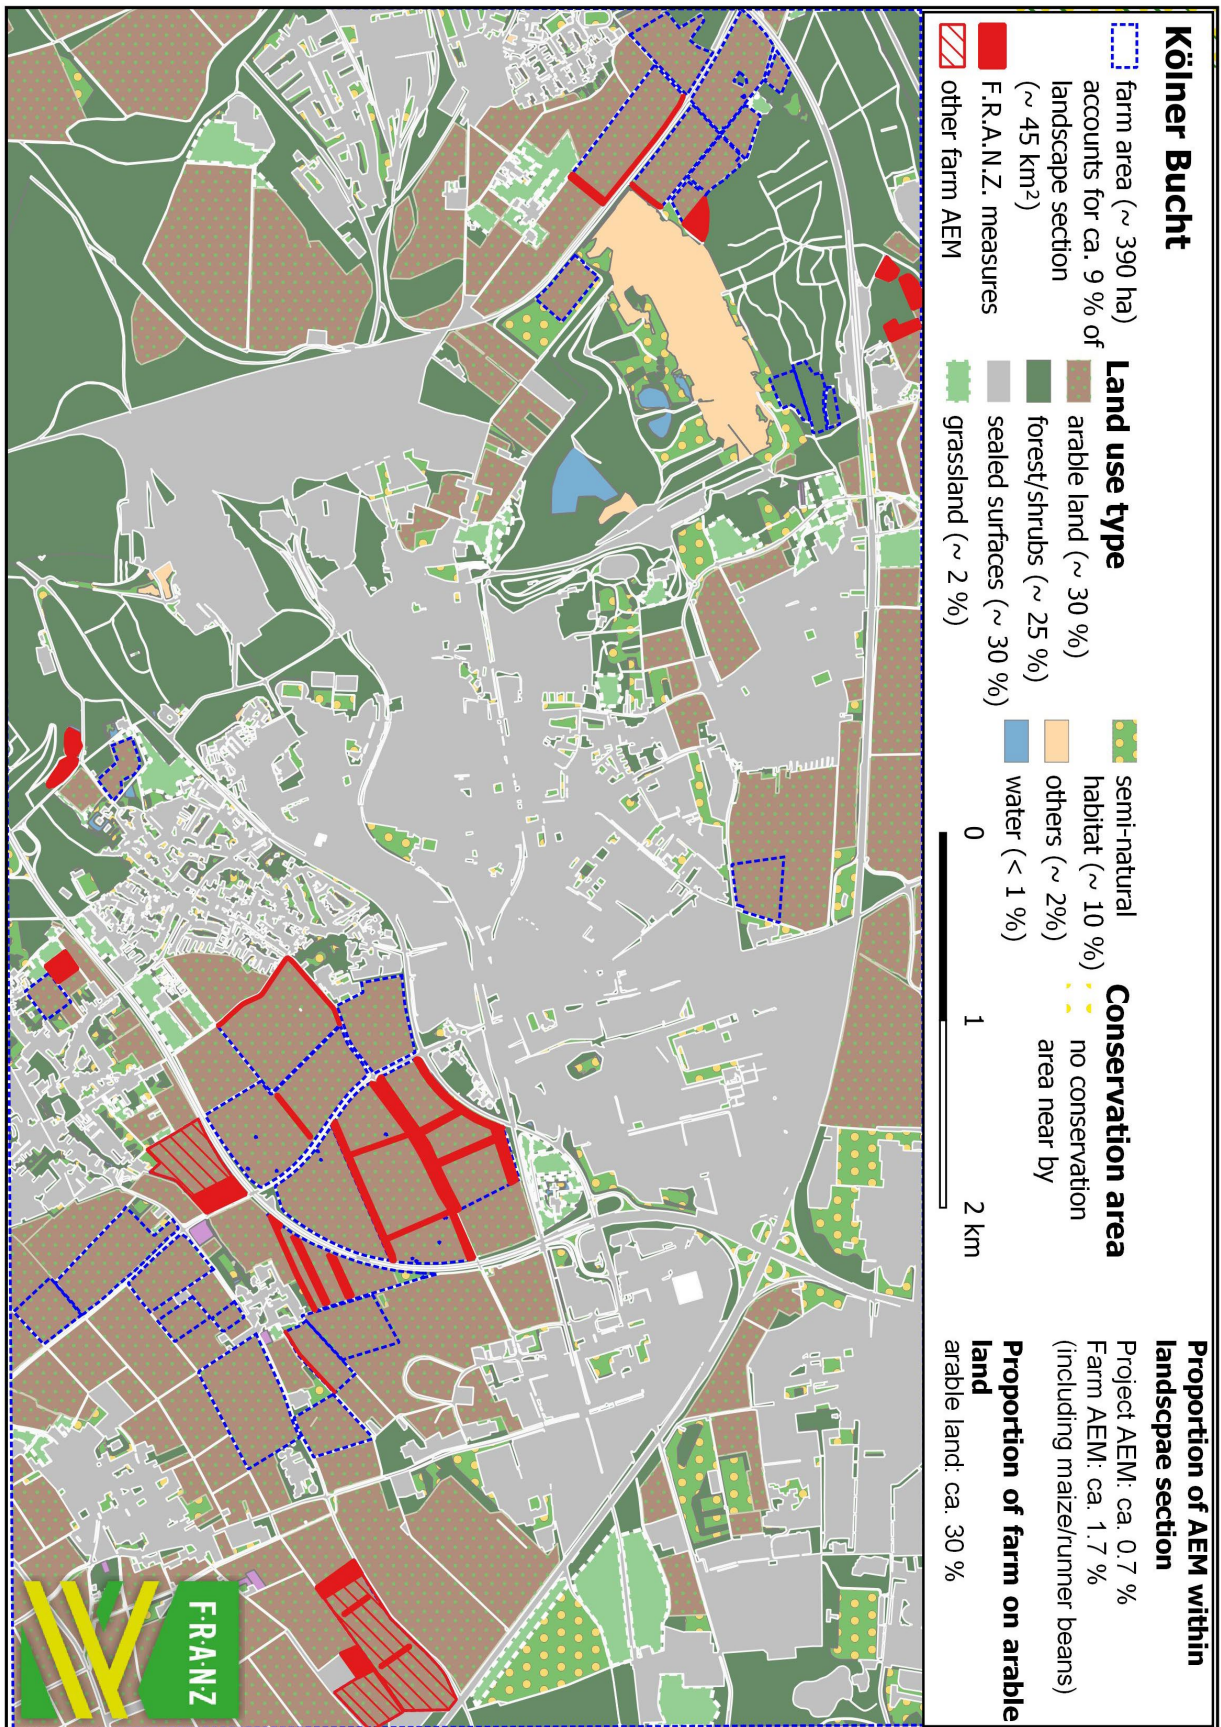 Kölner Bucht
farm area (~ 390 ha)
accounts for ca. 9 % of
landscape section
(~ 45 km²)
F.R.A.N.Z. measures
other farm AEM
Land use type
arable land (~ 30 %)
forest/shrubs (~ 25 %)
sealed surfaces (~ 30 %)
grassland (~ 2 %)
semi-natural
habitat (~ 10 %)
others (~ 2%)
water (< 1 %)
Conservation area
no conservation
area near by
0 1 2 km
Proportion of AEM within
landscpae section
Project AEM: ca. 0.7 %
Farm AEM: ca. 1.7 %
(including maize/runner beans)
Proportion of farm on arable
land
arable land: ca. 30 %
F·R·A·N·Z